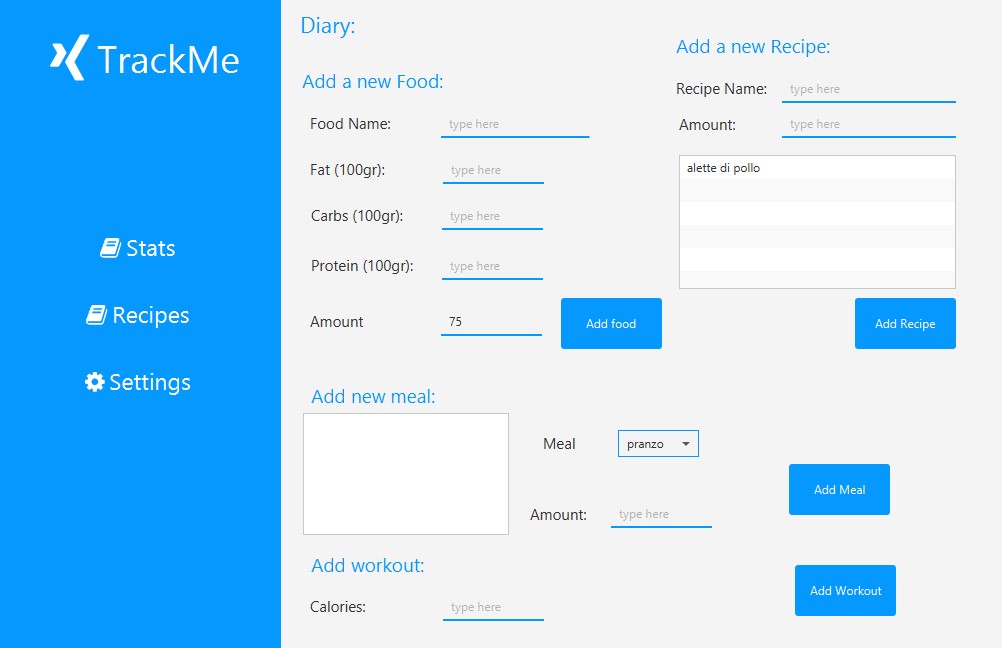 TrackMe
Stats
Recipes
Settings
Diary:
Add a new Food:
Food Name: type here
Fat (100gr): type here
Carbs (100gr): type here
Protein (100gr): type here
Amount 75
Add food
Add a new Recipe:
Recipe Name: type here
Amount: type here
alette di pollo
Add Recipe
Add new meal:
Meal pranzo
Amount: type here
Add Meal
Add workout:
Calories: type here
Add Workout